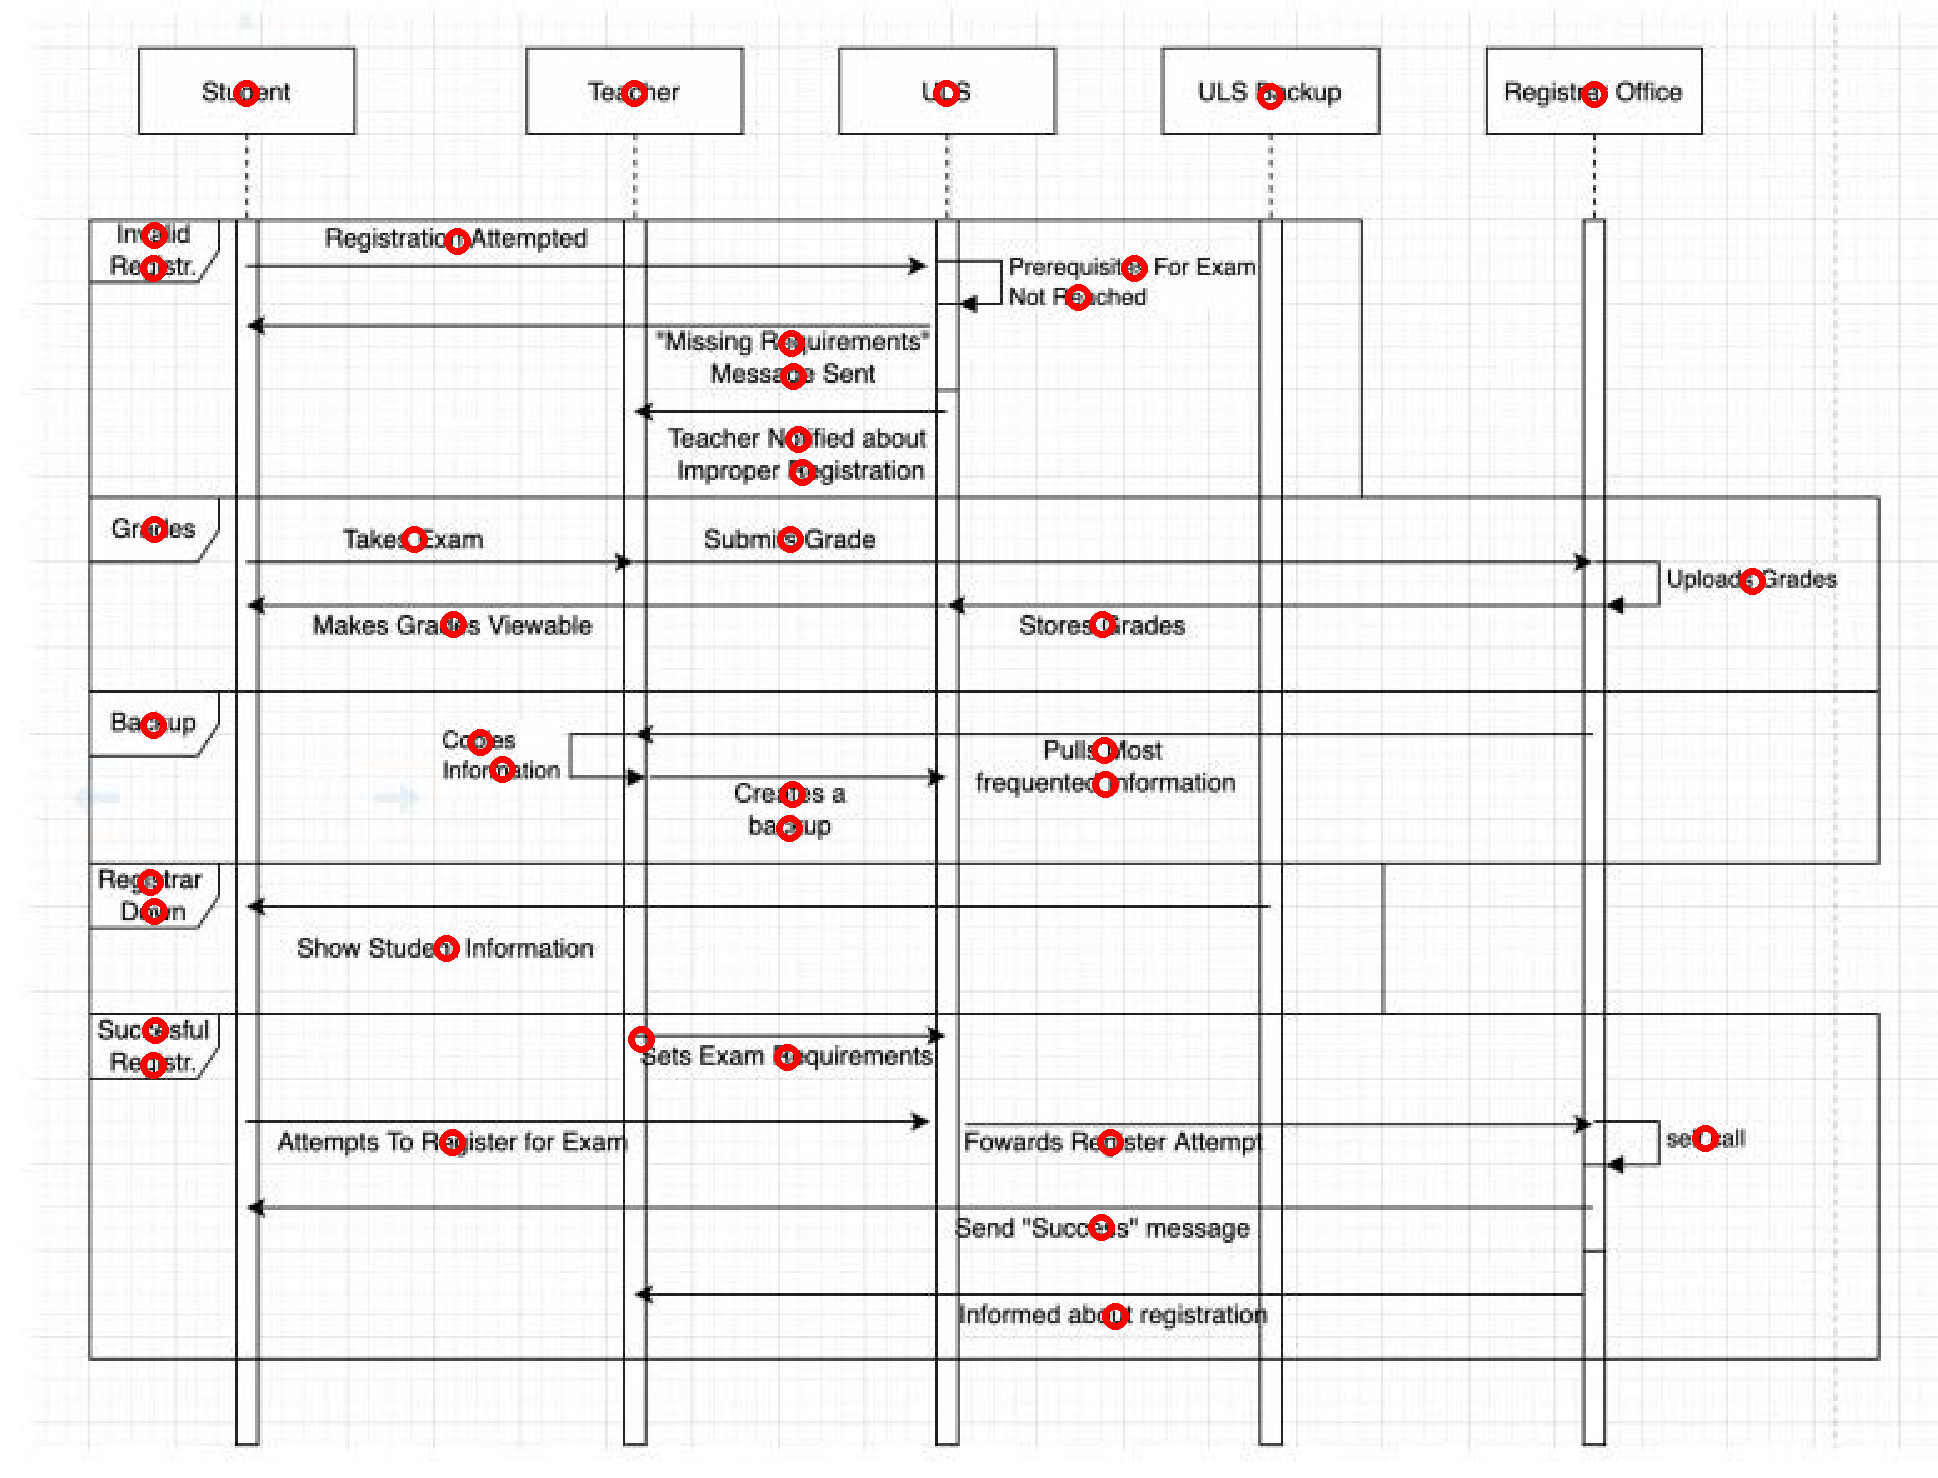 Student
Teacher
ULS
ULS Backup
Registrar Office
Invalid
Registr.
Registration Attempted
Prerequisites For Exam
Not Reached
"Missing Requirements"
Message Sent
Teacher Notified about
Improper Registration
Grades
Takes Exam
Submits Grade
Uploads Grades
Makes Grades Viewable
Stores Grades
Backup
Copies
Information
Pulls Most
frequented Information
Creates a
backup
Registrar
Down
Show Student Information
Succesful
Registr.
Sets Exam Requirements
Attempts To Register for Exam
Fowards Register Attempt
self call
Send "Success" message
Informed about registration